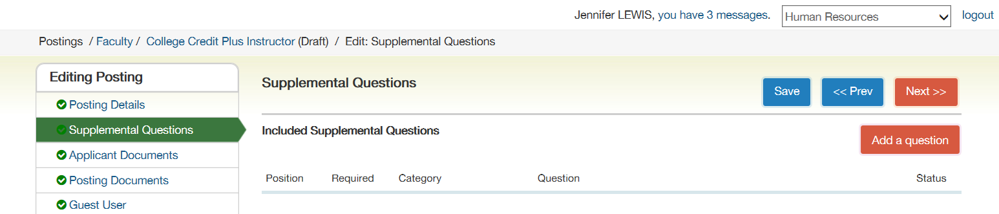 Jennifer LEWIS, you have 3 messages. Human Resources logout
Postings / Faculty / College Credit Plus Instructor (Draft) / Edit: Supplemental Questions
Editing Posting
Posting Details
Supplemental Questions
Applicant Documents
Posting Documents
Guest User
Supplemental Questions
Save << Prev Next >>
Included Supplemental Questions
Add a question
Position Required Category Question Status